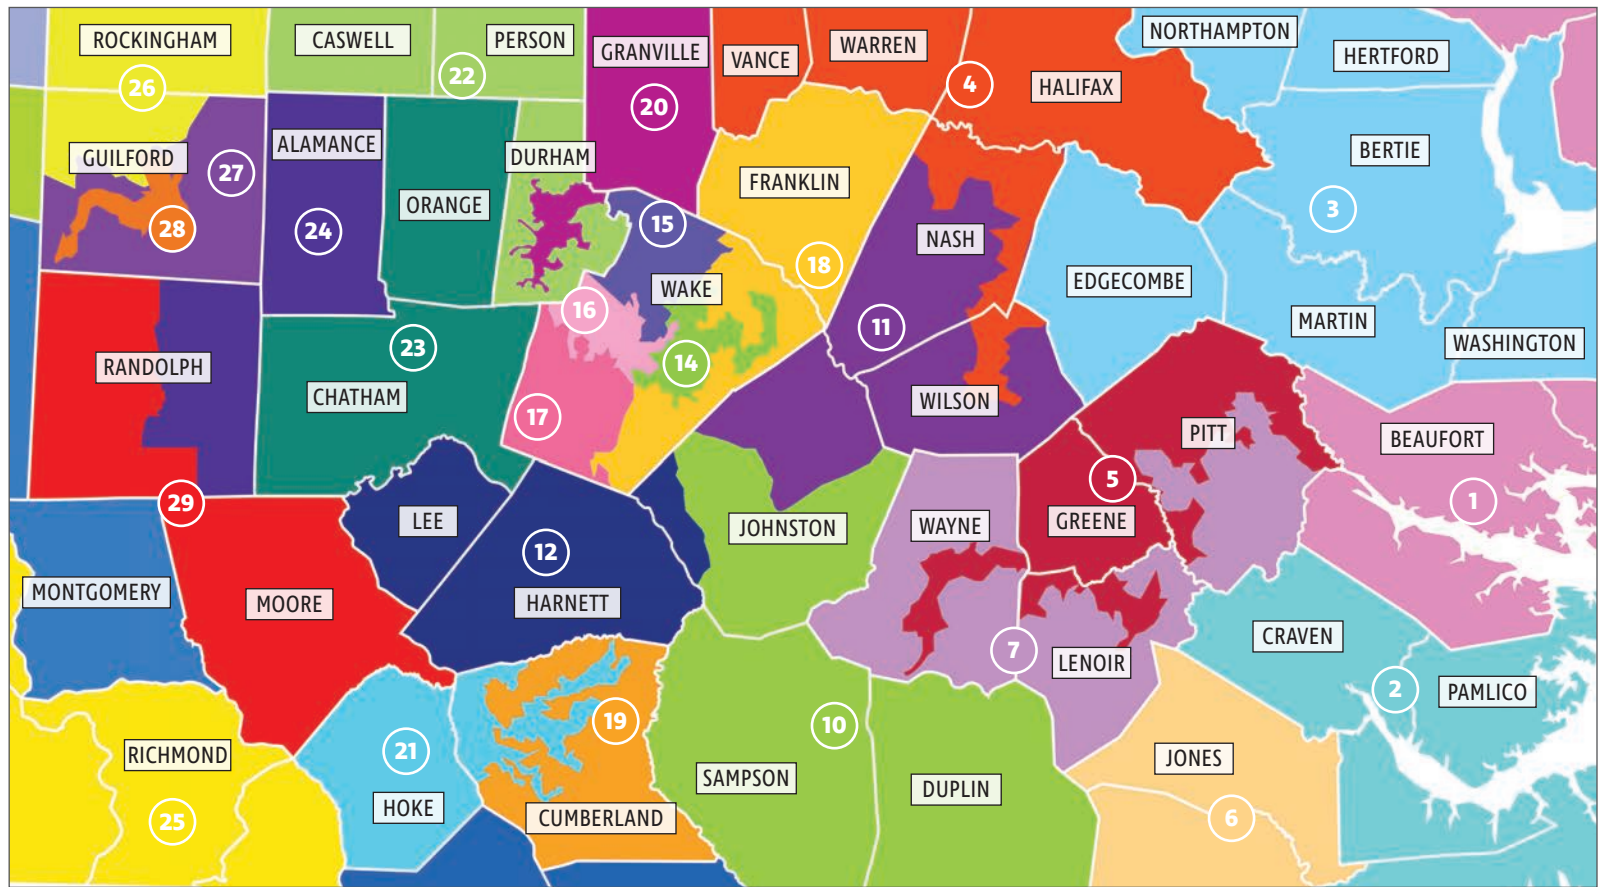 ROCKINGHAM
CASWELL
PERSON
GRANVILLE
VANCE
WARREN
NORTHAMPTON
HERTFORD
26
22
20
4
HALIFAX
GUILFORD
27
ALAMANCE
DURHAM
FRANKLIN
BERTIE
28
24
ORANGE
15
18
NASH
3
WAKE
EDGECOMBE
16
11
MARTIN
WASHINGTON
RANDOLPH
23
14
CHATHAM
17
WILSON
PITT
BEAUFORT
29
LEE
12
JOHNSTON
WAYNE
5
GREENE
1
MONTGOMERY
MOORE
HARNETT
7
LENOIR
CRAVEN
2
PAMLICO
RICHMOND
21
19
10
JONES
25
HOKE
CUMBERLAND
SAMPSON
DUPLIN
6